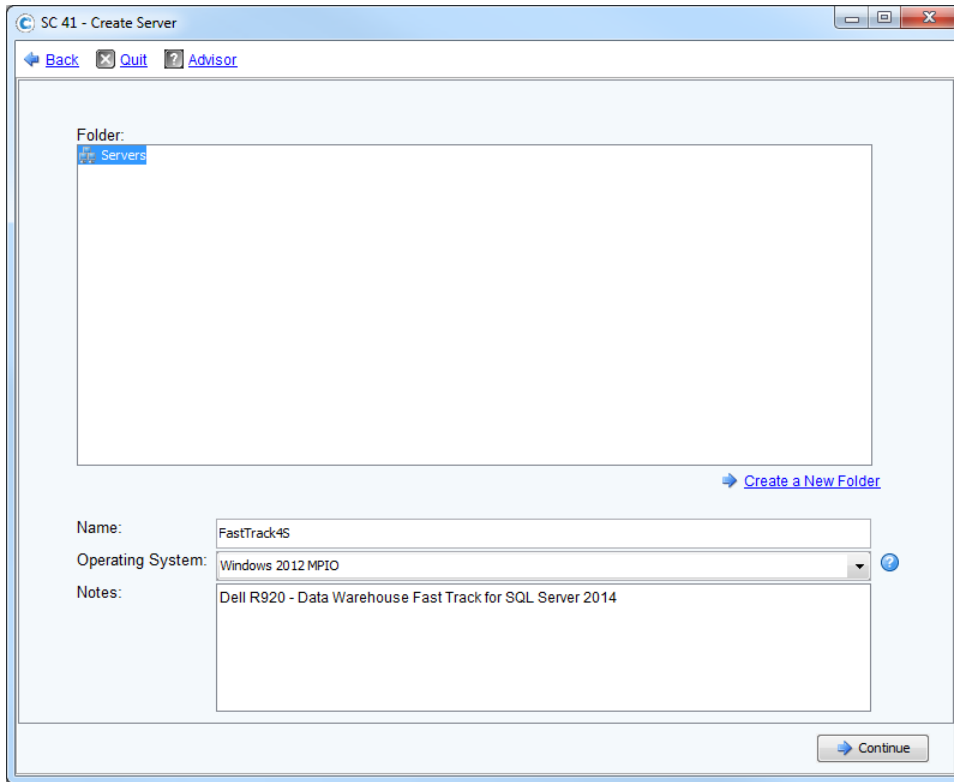 SC 41 - Create Server
Back Quit Advisor
Folder:
Servers
Create a New Folder
Name: FastTrack4S
Operating System: Windows 2012 MPIO
Notes: Dell R920 - Data Warehouse Fast Track for SQL Server 2014
Continue